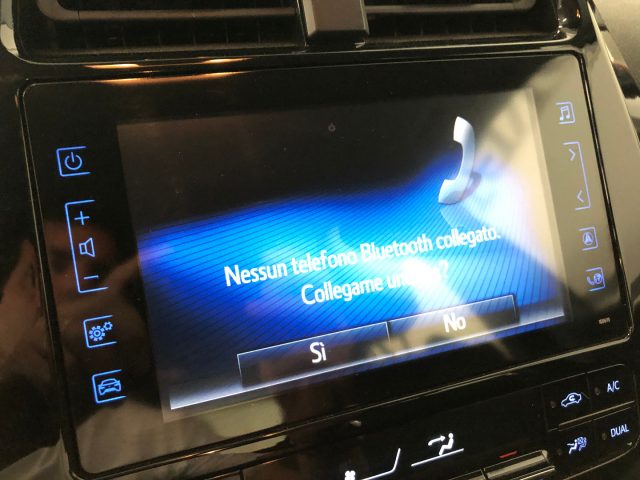 Nessun telefono Bluetooth collegato.
Collegarne
Sì
No
A/C
DUAL